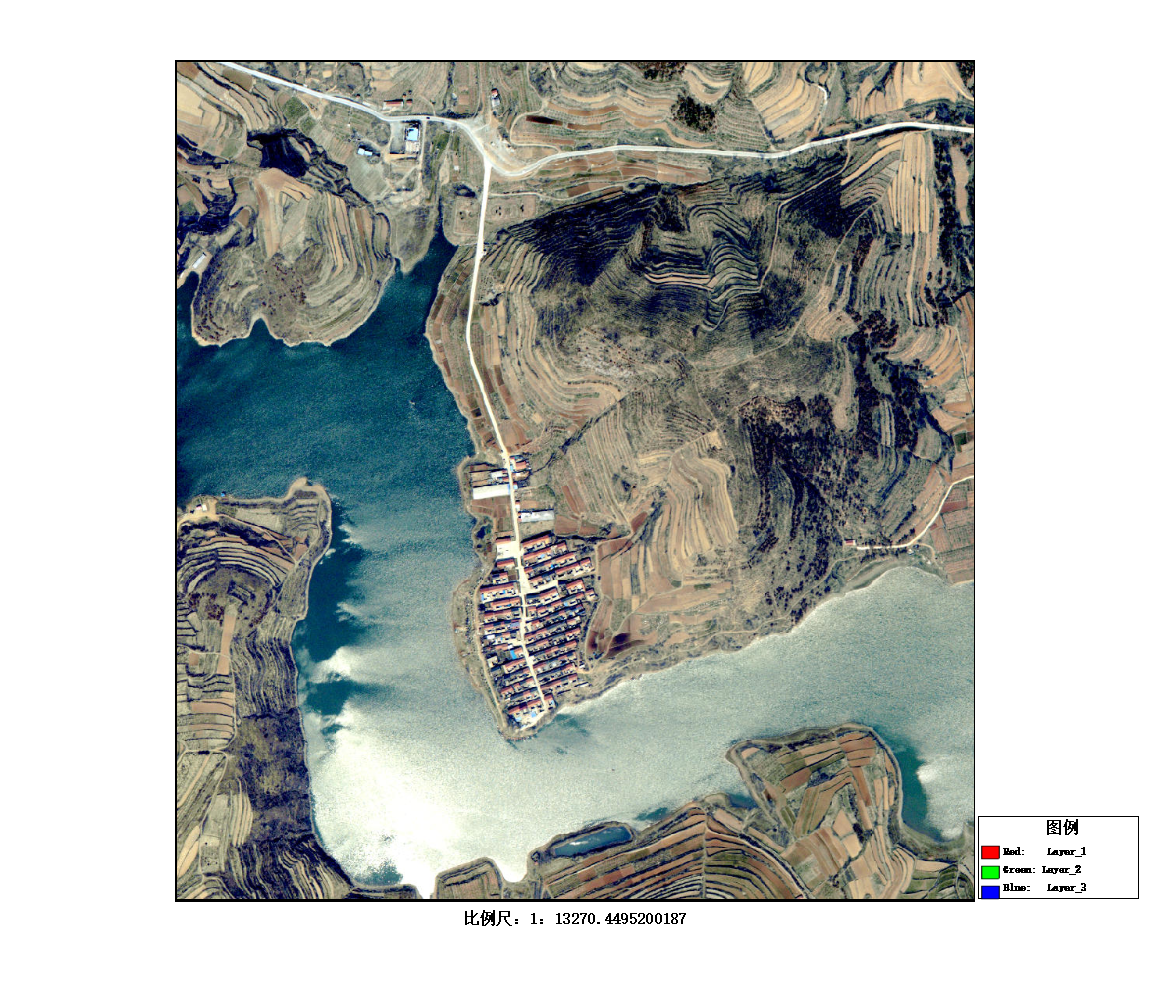 图例
Red: Layer_1
Green: Layer_2
Blue: Layer_3
比例尺：1：13270.4495200187